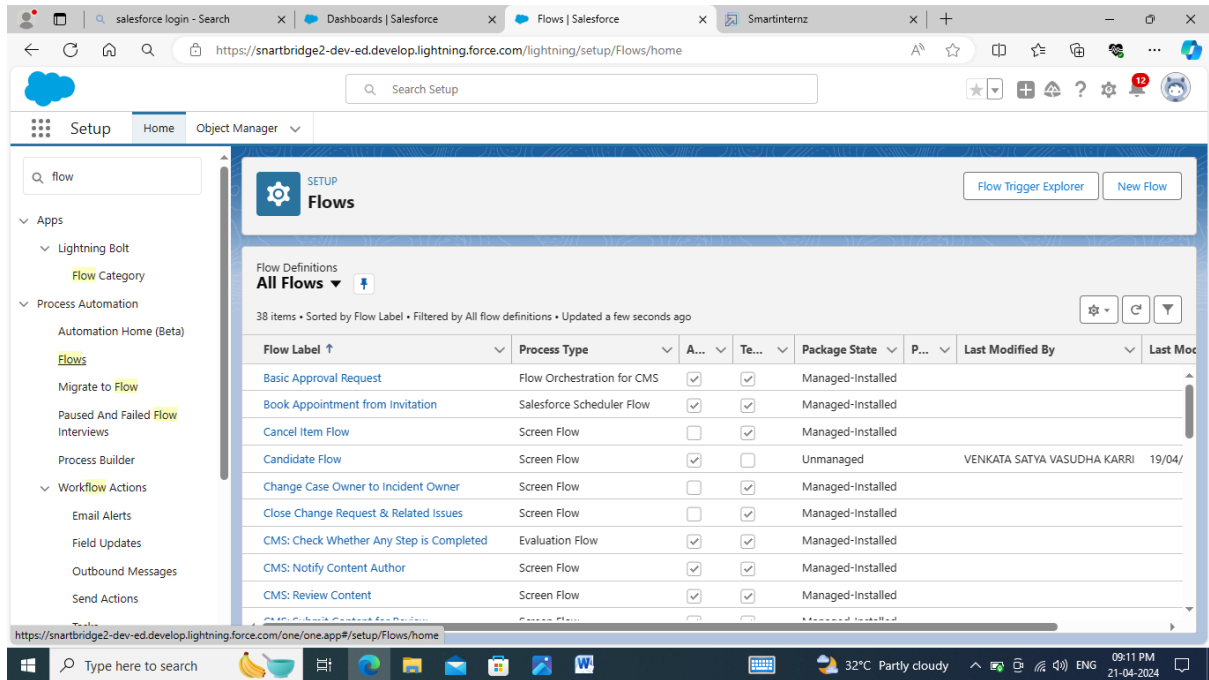 salesforce login - Search
Dashboards | Salesforce
Flows | Salesforce
Smartinternz
https://snartbridge2-dev-ed.develop.lightning.force.com/lightning/setup/Flows/home
Search Setup
12
Setup
Home
Object Manager
flow
Apps
Lightning Bolt
Flow Category
Process Automation
Automation Home (Beta)
Flows
Migrate to Flow
Paused And Failed Flow
Interviews
Process Builder
Workflow Actions
Email Alerts
Field Updates
Outbound Messages
Send Actions
SETUP
Flows
Flow Trigger Explorer
New Flow
Flow Definitions
All Flows
38 items • Sorted by Flow Label • Filtered by All flow definitions • Updated a few seconds ago
Flow Label ↑ Process Type A... Te... Package State P... Last Modified By Last Moc
Basic Approval Request Flow Orchestration for CMS Managed-Installed
Book Appointment from Invitation Salesforce Scheduler Flow Managed-Installed
Cancel Item Flow Screen Flow Managed-Installed
Candidate Flow Screen Flow Unmanaged VENKATA SATYA VASUDHA KARRI 19/04/
Change Case Owner to Incident Owner Screen Flow Managed-Installed
Close Change Request & Related Issues Screen Flow Managed-Installed
CMS: Check Whether Any Step is Completed Evaluation Flow Managed-Installed
CMS: Notify Content Author Screen Flow Managed-Installed
CMS: Review Content Screen Flow Managed-Installed
CMS: Submit Content for Review Screen Flow Managed-Installed
https://snartbridge2-dev-ed.develop.lightning.force.com/one/one.app#/setup/Flows/home
Type here to search
32°C Partly cloudy
ENG
09:11 PM
21-04-2024